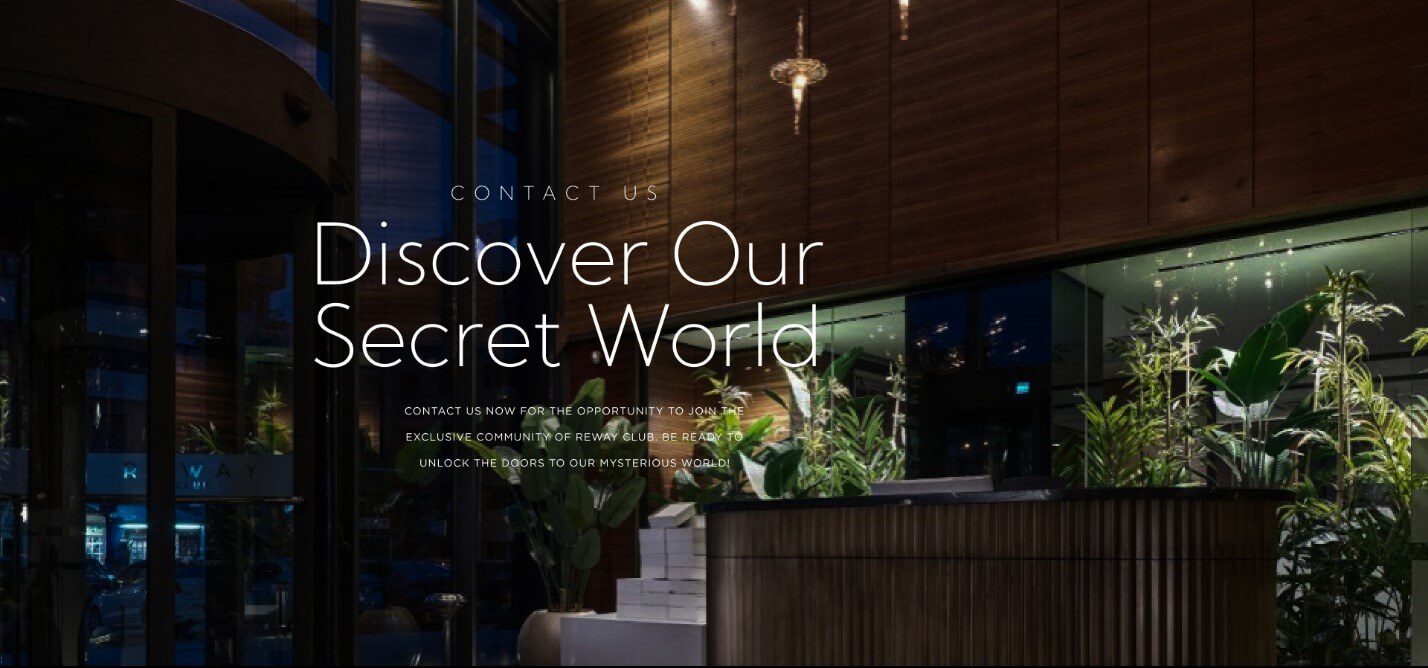 CONTACT US
Discover Our
Secret World
CONTACT US NOW FOR THE OPPORTUNITY TO JOIN THE
EXCLUSIVE COMMUNITY OF REWAY CLUB. BE READY TO
UNLOCK THE DOORS TO OUR MYSTERIOUS WORLD!